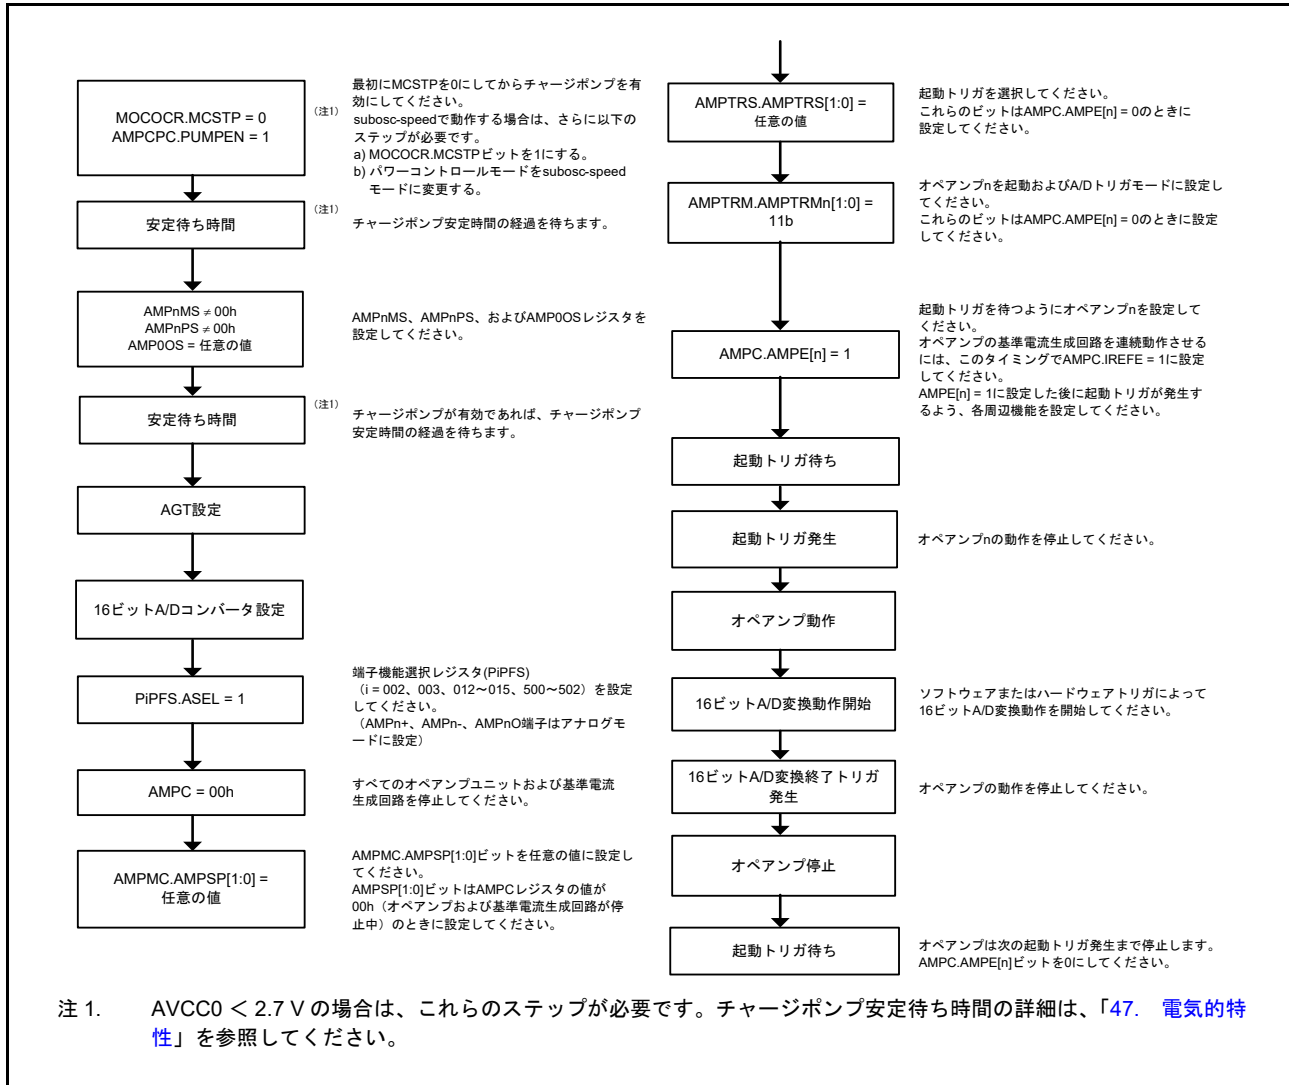 MOCOCR.MCSTP = 0
AMPCPC.PUMPEN = 1
(注1)
最初にMCSTPを0にしてからチャージポンプを有
効にしてください。
subosc-speedで動作する場合は、さらに以下の
ステップが必要です。
a) MOCOCR.MCSTPビットを1にする。
b) パワーコントロールモードをsubosc-speed
モードに変更する。
安定待ち時間
(注1)
チャージポンプ安定時間の経過を待ちます。
AMPnMS ≠ 00h
AMPnPS ≠ 00h
AMP0OS = 任意の値
AMPnMS、AMPnPS、およびAMP0OSレジスタを
設定してください。
安定待ち時間
(注1)
チャージポンプが有効であれば、チャージポンプ
安定時間の経過を待ちます。
AGT設定
16ビットA/Dコンバータ設定
PiPFS.ASEL = 1
端子機能選択レジスタ(PiPFS)
（i = 002、003、012～015、500～502）を設定
してください。
（AMPn+、AMPn-、AMPnO端子はアナログモ
ードに設定）
AMPC = 00h
すべてのオペアンプユニットおよび基準電流
生成回路を停止してください。
AMPMC.AMPSP[1:0] =
任意の値
AMPMC.AMPSP[1:0]ビットを任意の値に設定し
てください。
AMPSP[1:0]ビットはAMPCレジスタの値が
00h（オペアンプおよび基準電流生成回路が停
止中）のときに設定してください。
AMPTRS.AMPTRS[1:0] =
任意の値
起動トリガを選択してください。
これらのビットはAMPC.AMPE[n] = 0のときに
設定してください。
AMPTRM.AMPTRMn[1:0] =
11b
オペアンプnを起動およびA/Dトリガモードに設定し
てください。
これらのビットはAMPC.AMPE[n] = 0のときに設定
してください。
AMPC.AMPE[n] = 1
起動トリガを待つようにオペアンプnを設定して
ください。
オペアンプの基準電流生成回路を連続動作させる
には、このタイミングでAMPC.IREFE = 1に設定
してください。
AMPE[n] = 1に設定した後に起動トリガが発生す
るよう、各周辺機能を設定してください。
起動トリガ待ち
起動トリガ発生
オペアンプnの動作を停止してください。
オペアンプ動作
16ビットA/D変換動作開始
ソフトウェアまたはハードウェアトリガによって
16ビットA/D変換動作を開始してください。
16ビットA/D変換終了トリガ
発生
オペアンプの動作を停止してください。
オペアンプ停止
起動トリガ待ち
オペアンプは次の起動トリガ発生まで停止します。
AMPC.AMPE[n]ビットを0にしてください。
注 1. AVCC0 ＜ 2.7 V の場合は、これらのステップが必要です。チャージポンプ安定待ち時間の詳細は、「47. 電気的特
性」を参照してください。